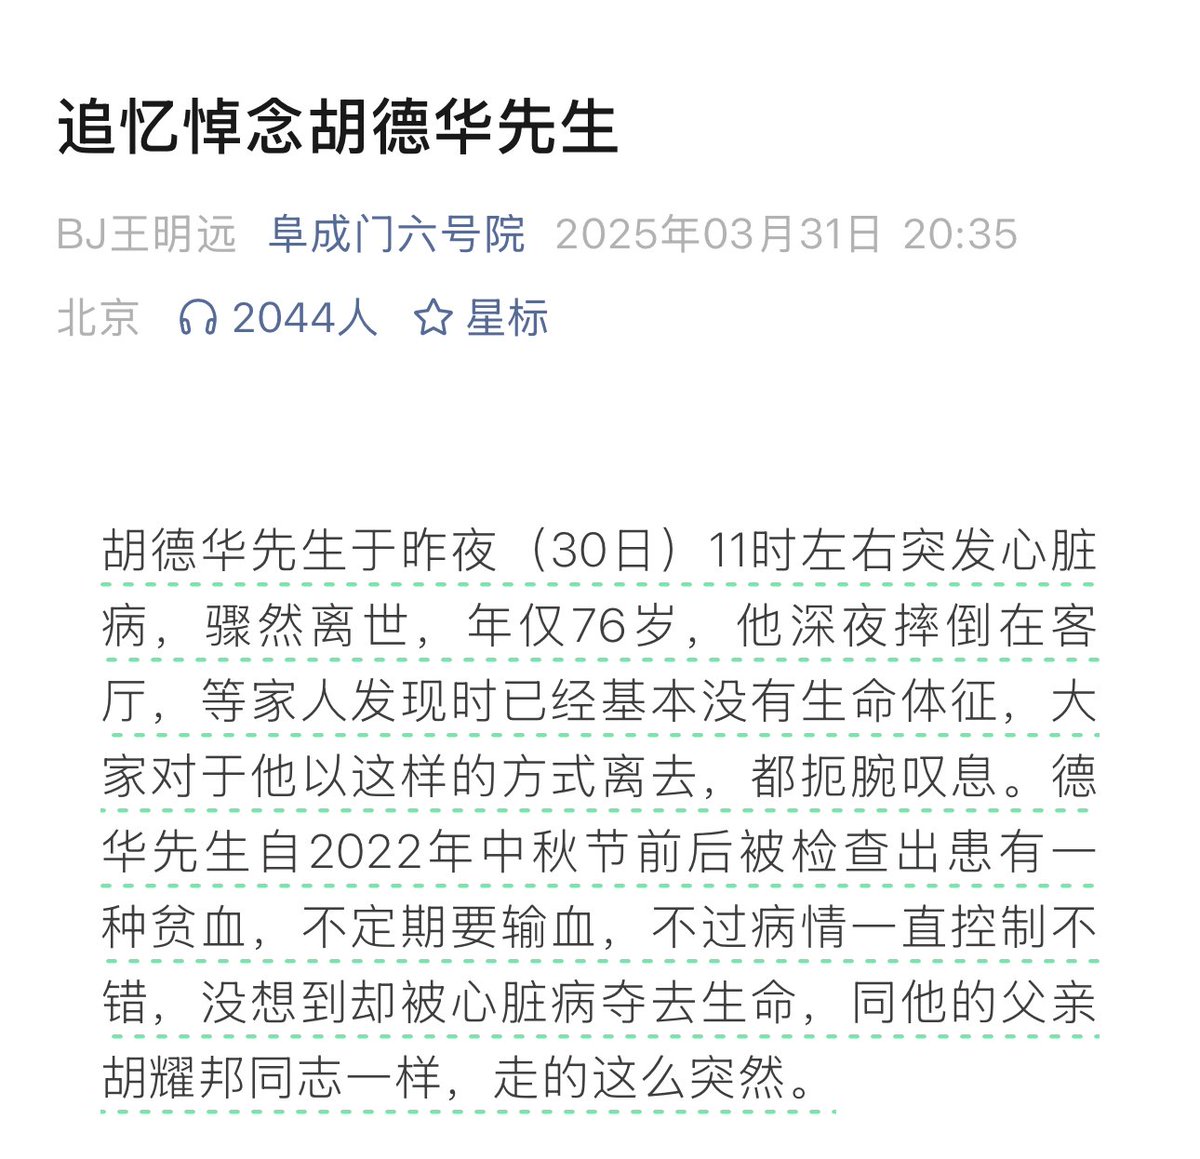 追忆悼念胡德华先生
BJ王明远 阜成门六号院 2025年03月31日 20:35
北京 2044人 星标
胡德华先生于昨夜（30日）11时左右突发心脏
病，骤然离世，年仅76岁，他深夜摔倒在客
厅，等家人发现时已经基本没有生命体征，大
家对于他以这样的方式离去，都扼腕叹息。德
华先生自2022年中秋节前后被检查出患有一
种贫血，不定期要输血，不过病情一直控制不
错，没想到却被心脏病夺去生命，同他的父亲
胡耀邦同志一样，走的这么突然。